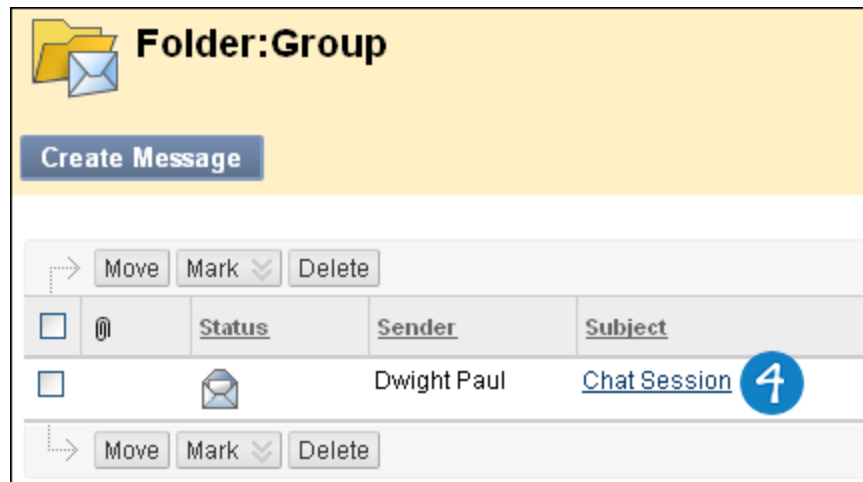 Folder:Group
Create Message
Move Mark Delete
Status Sender Subject
Dwight Paul Chat Session 4
Move Mark Delete